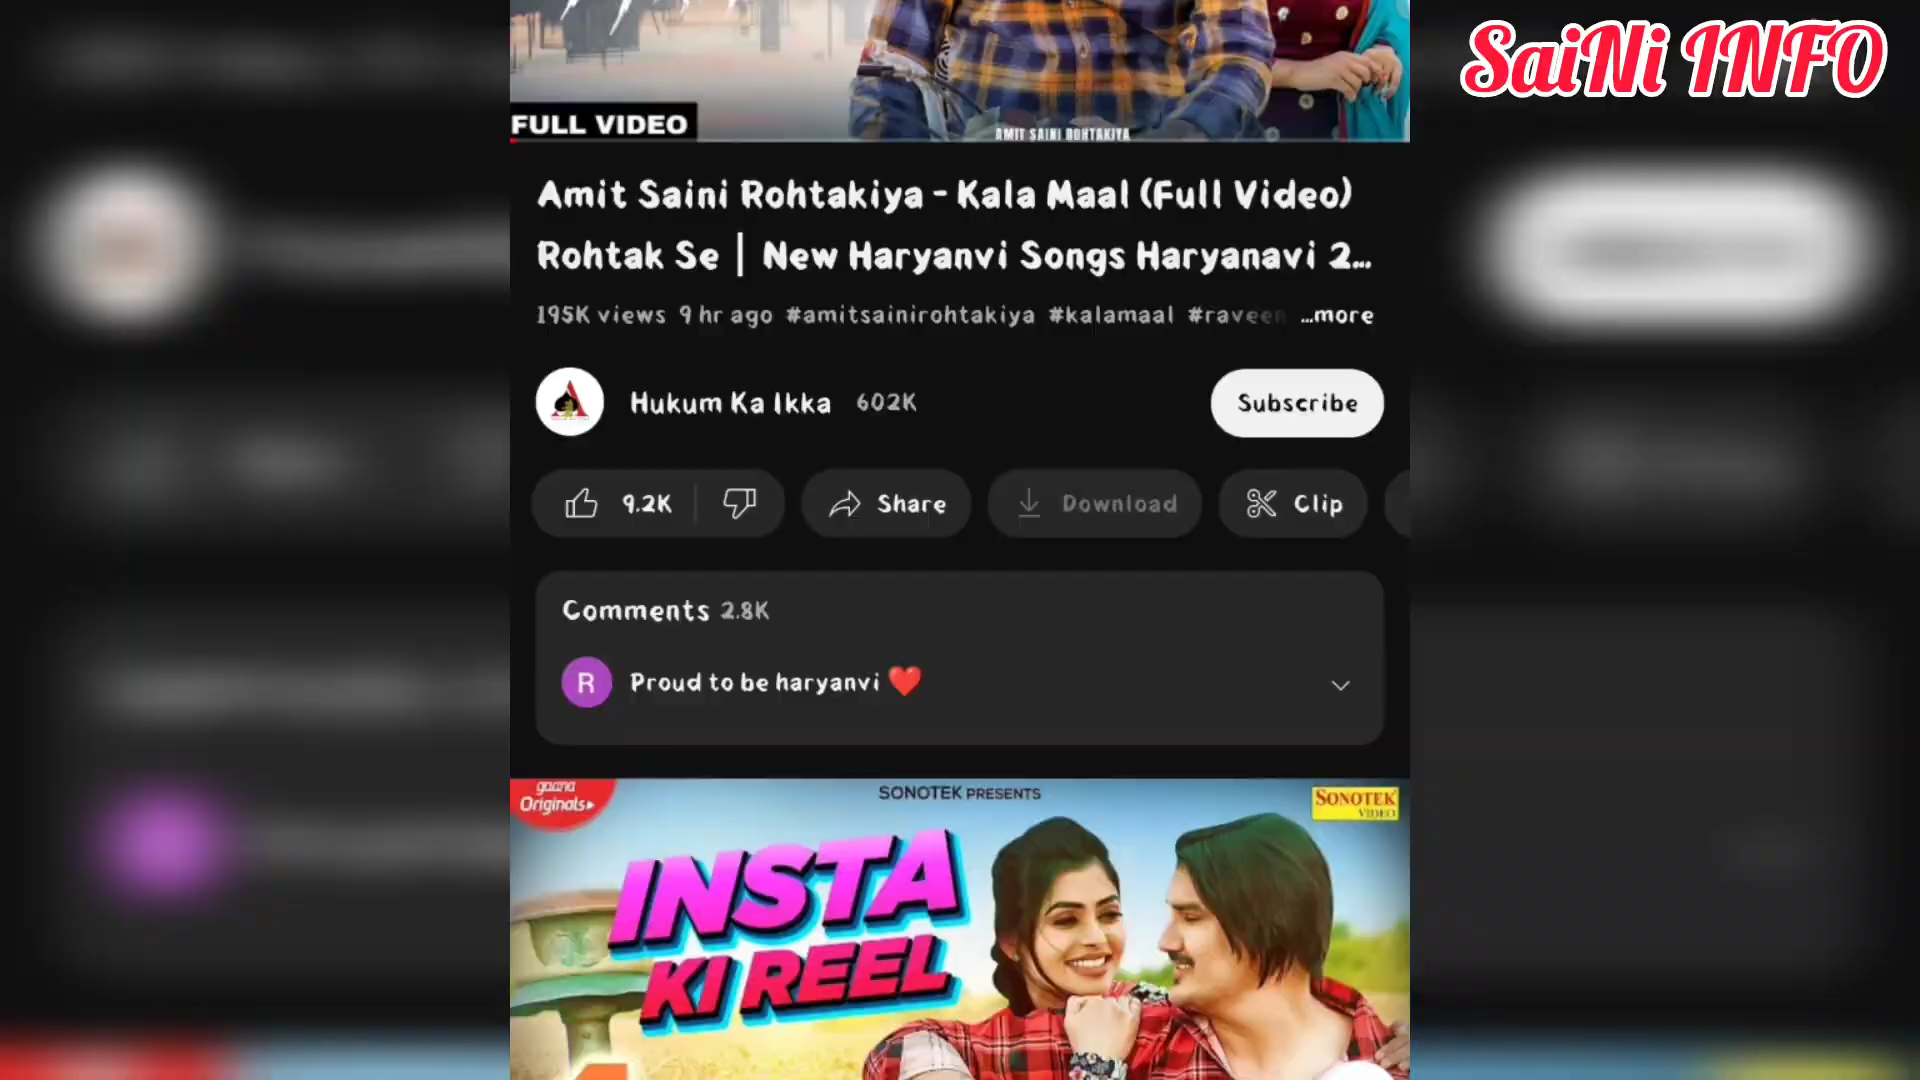 SaiNi INFO
FULL VIDEO
AMIT SAINI ROHTAKIYA
Amit Saini Rohtakiya - Kala Maal (Full Video)
Rohtak Se | New Haryanvi Songs Haryanavi 2...
195K views 9 hr ago #amitsainirohtakiya #kalamaal #raveen ...more
Hukum Ka Ikka 602K
Subscribe
9.2K
Share
Download
Clip
Comments 2.8K
R
Proud to be haryanvi ❤️
gaana
Originals
SONOTEK PRESENTS
SONOTEK
VIDEO
INSTA
KI REEL